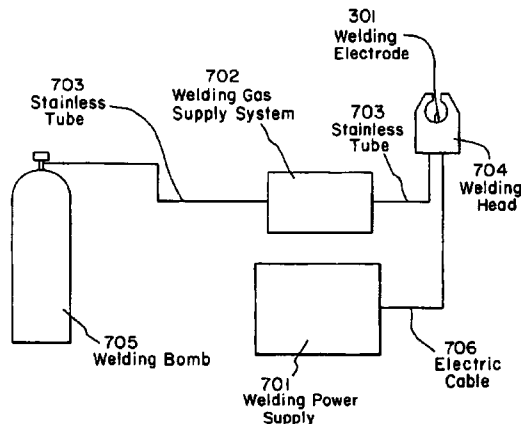 301
Welding
Electrode
702
Welding Gas
Supply System
703
Stainless
Tube
703
Stainless
Tube
704
Welding
Head
705
Welding Bomb
701
Welding Power
Supply
706
Electric
Cable